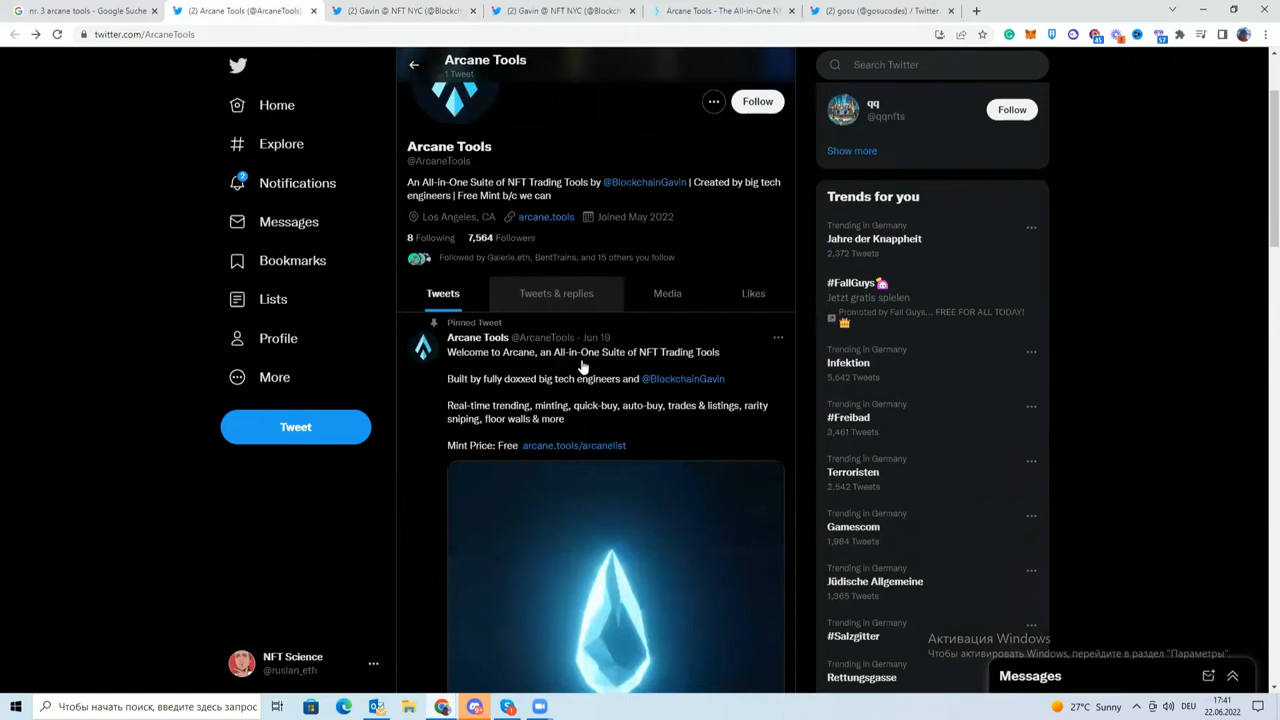 nr. 3 arcane tools - Google Suche
(2) Arcane Tools (@ArcaneTools)
(2) Gavin @ NFT NYC (@Blockc
(2) Gavin @ NFT NYC (@Blockc
Arcane Tools - The All-in-One N
(2) gosu (@gosucodes) / Twitter
twitter.com/ArcaneTools
45
57
Home
Explore
2
Notifications
Messages
Bookmarks
Lists
Profile
More
Tweet
NFT Science
@ruslan_eth
Arcane Tools
1 Tweet
Follow
Arcane Tools
@ArcaneTools
An All-in-One Suite of NFT Trading Tools by @BlockchainGavin | Created by big tech
engineers | Free Mint b/c we can
Los Angeles, CA arcane.tools Joined May 2022
8 Following 7,564 Followers
Followed by Galerie.eth, BentTrains, and 15 others you follow
Tweets
Tweets & replies
Media
Likes
Pinned Tweet
Arcane Tools @ArcaneTools · Jun 19
Welcome to Arcane, an All-in-One Suite of NFT Trading Tools
Built by fully doxxed big tech engineers and @BlockchainGavin
Real-time trending, minting, quick-buy, auto-buy, trades & listings, rarity
sniping, floor walls & more
Mint Price: Free arcane.tools/arcanelist
Search Twitter
qq
@qqnfts
Follow
Show more
Trends for you
Trending in Germany
Jahre der Knappheit
2,372 Tweets
#FallGuys
Jetzt gratis spielen
Promoted by Fall Guys... FREE FOR ALL TODAY!
Trending in Germany
Infektion
5,642 Tweets
Trending in Germany
#Freibad
2,461 Tweets
Trending in Germany
Terroristen
2,542 Tweets
Trending in Germany
Gamescom
1,984 Tweets
Trending in Germany
Jüdische Allgemeine
1,365 Tweets
Trending in Germany
#Salzgitter
Trending in Germany
Rettungsgasse
Активация Windows
Чтобы активировать Windows, перейдите в раздел "Параметры".
Messages
Чтобы начать поиск, введите здесь запрос
27°C Sunny
DEU
17:41
22.06.2022